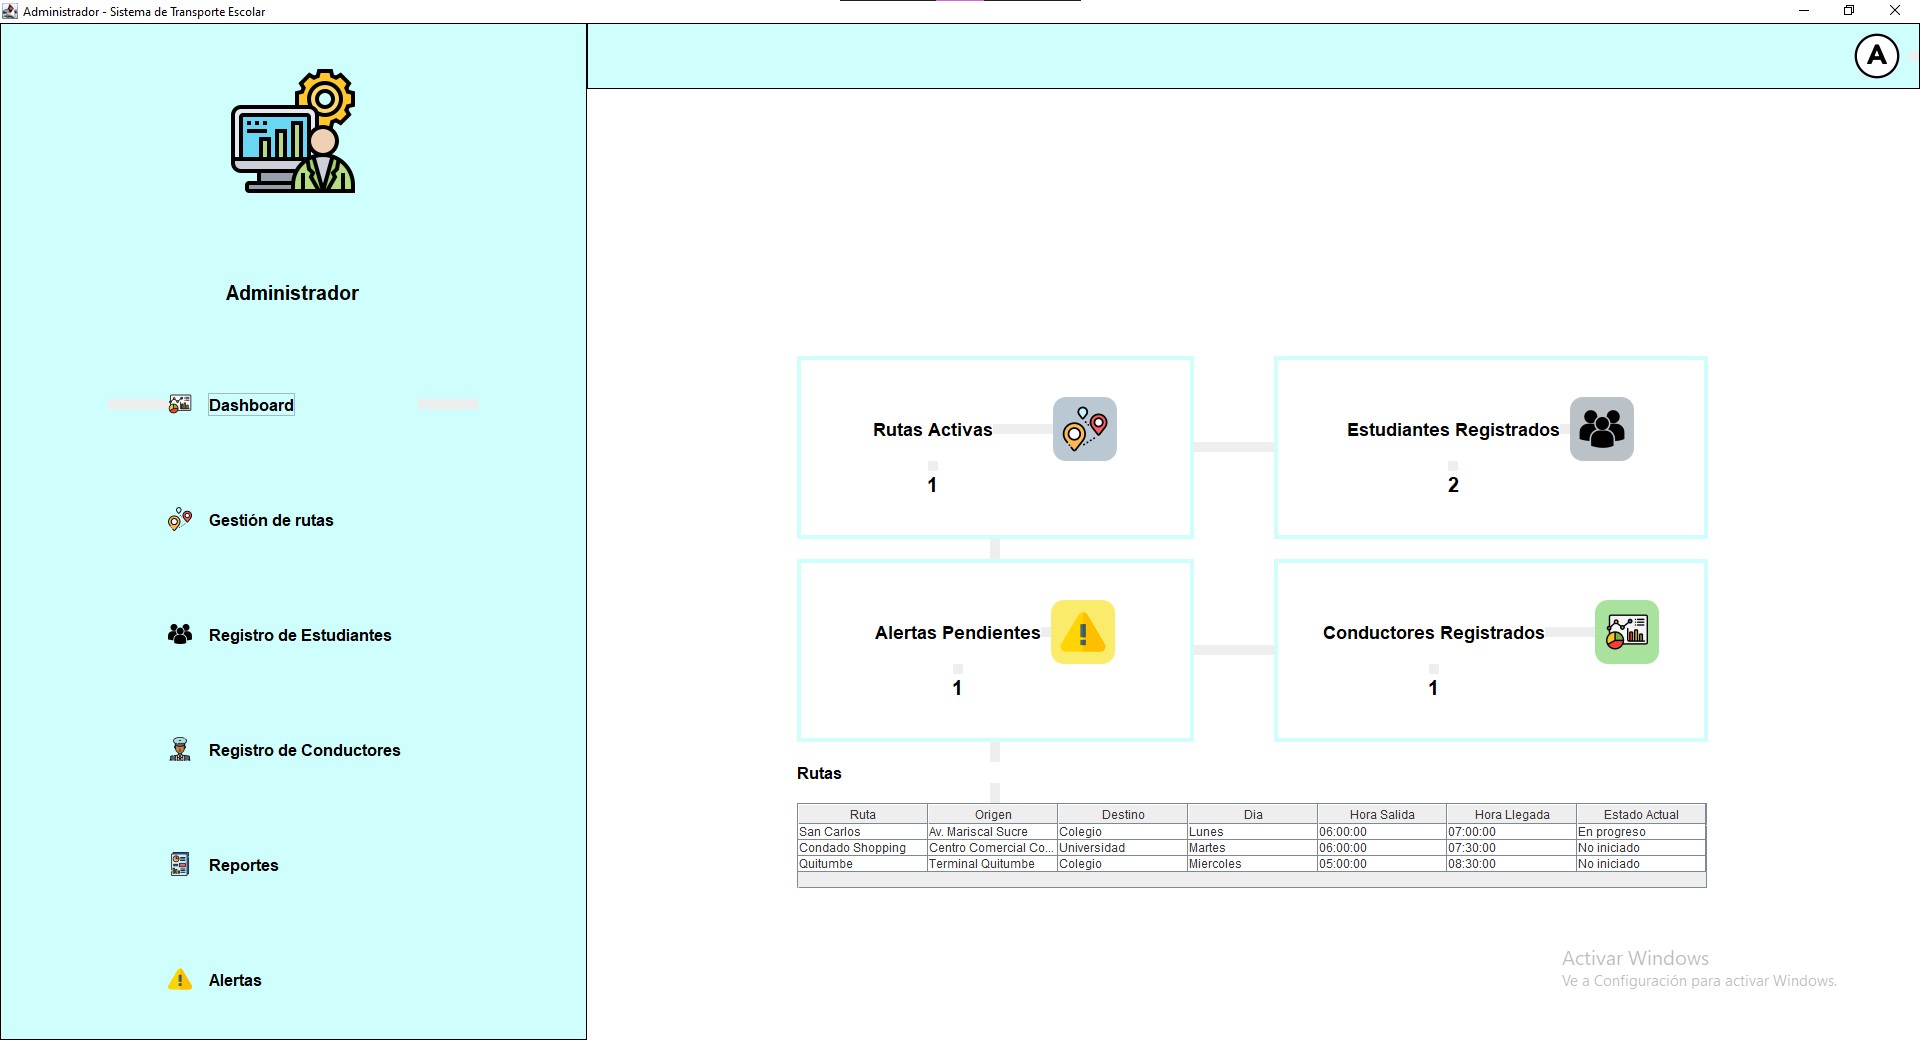 Administrador - Sistema de Transporte Escolar
A
Administrador
Dashboard
Gestión de rutas
Registro de Estudiantes
Registro de Conductores
Reportes
Alertas
Rutas Activas
1
Estudiantes Registrados
2
Alertas Pendientes
1
Conductores Registrados
1
Rutas
Ruta Origen Destino Dia Hora Salida Hora Llegada Estado Actual
San Carlos Av. Mariscal Sucre Colegio Lunes 06:00:00 07:00:00 En progreso
Condado Shopping Centro Comercial Co... Universidad Martes 06:00:00 07:30:00 No iniciado
Quitumbe Terminal Quitumbe Colegio Miercoles 05:00:00 08:30:00 No iniciado
Activar Windows
Ve a Configuración para activar Windows.